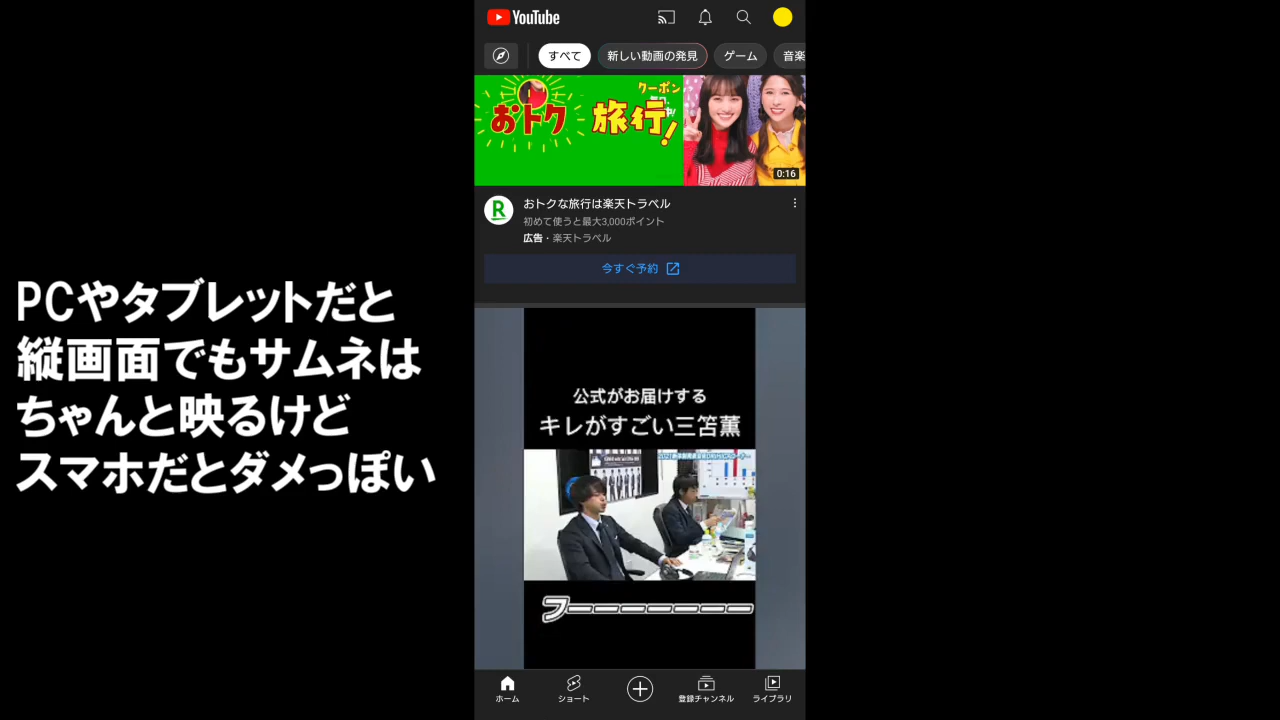 YouTube
すべて
新しい動画の発見
ゲーム
音楽
クーポン
おトク
旅行!
0:16
R
おトクな旅行は楽天トラベル
初めて使うと最大3,000ポイント
広告・楽天トラベル
今すぐ予約
PCやタブレットだと
縦画面でもサムネは
ちゃんと映るけど
スマホだとダメっぽい
公式がお届けする
キレがすごい三笘薫
フーーーーーーー
ホーム
ショート
登録チャンネル
ライブラリ